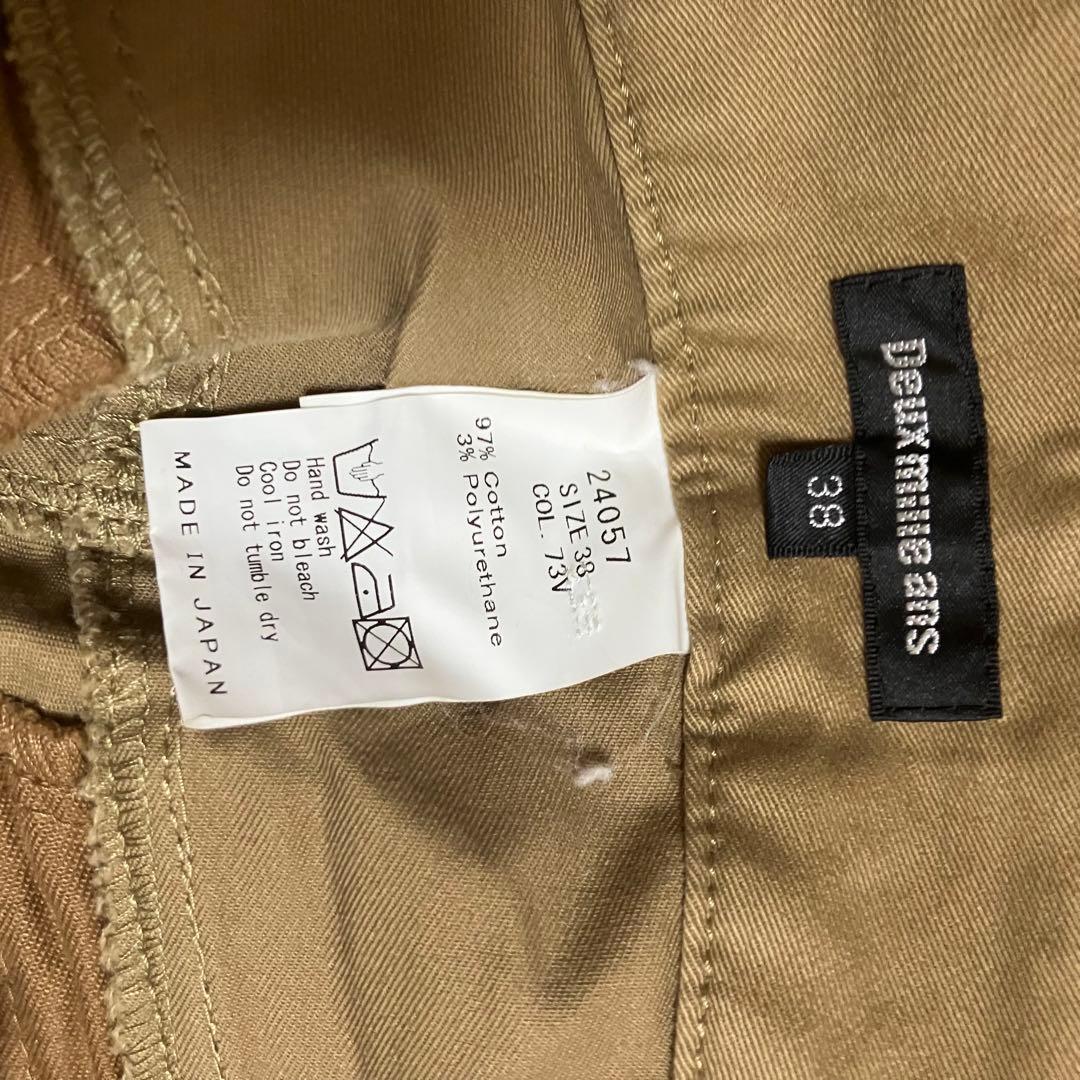 Deux mille ans
38
24057
SIZE 38
COL. 73V
97% Cotton
3% Polyurethane
Hand wash
Do not bleach
Cool iron
Do not tumble dry
MADE IN JAPAN